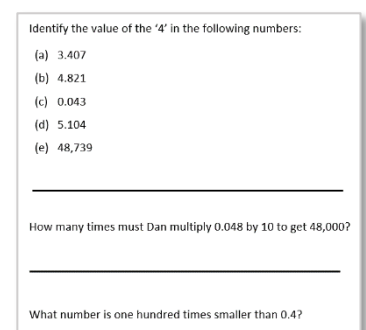 Identify the value of the ‘4’ in the following numbers:
(a) 3.407
(b) 4.821
(c) 0.043
(d) 5.104
(e) 48,739
How many times must Dan multiply 0.048 by 10 to get 48,000?
What number is one hundred times smaller than 0.4?